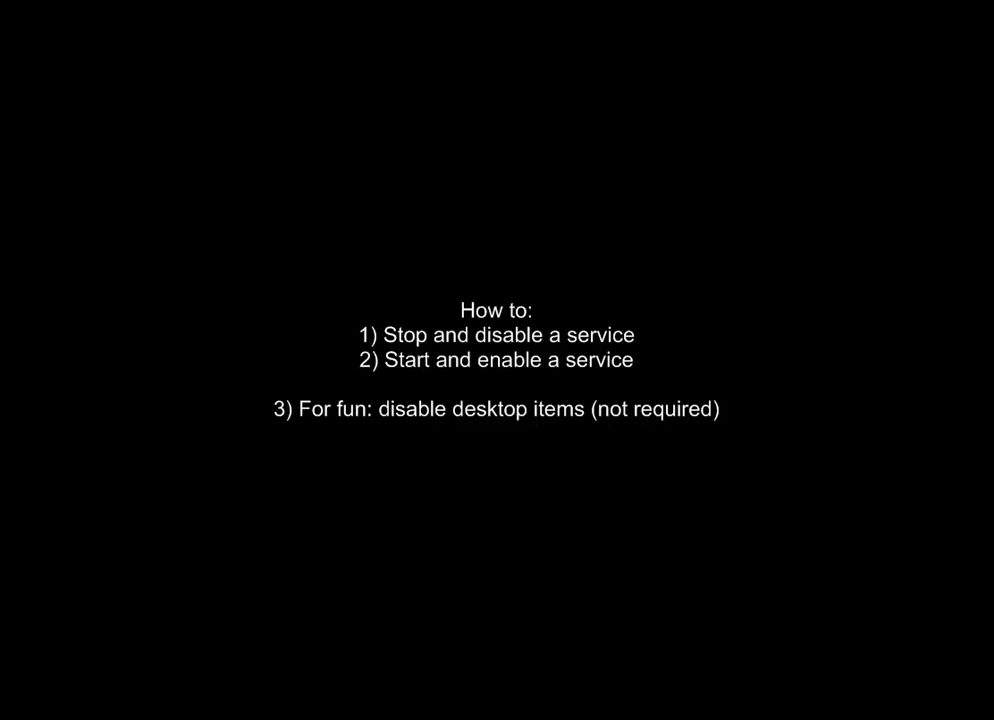 How to:
1) Stop and disable a service
2) Start and enable a service
3) For fun: disable desktop items (not required)